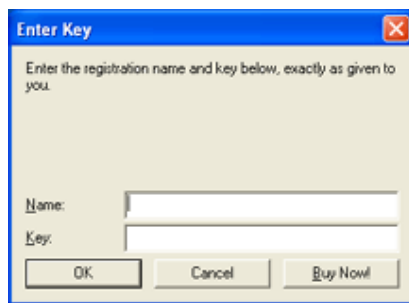 Enter Key
Enter the registration name and key below, exactly as given to
you.
Name:
Key:
OK
Cancel
Buy Now!